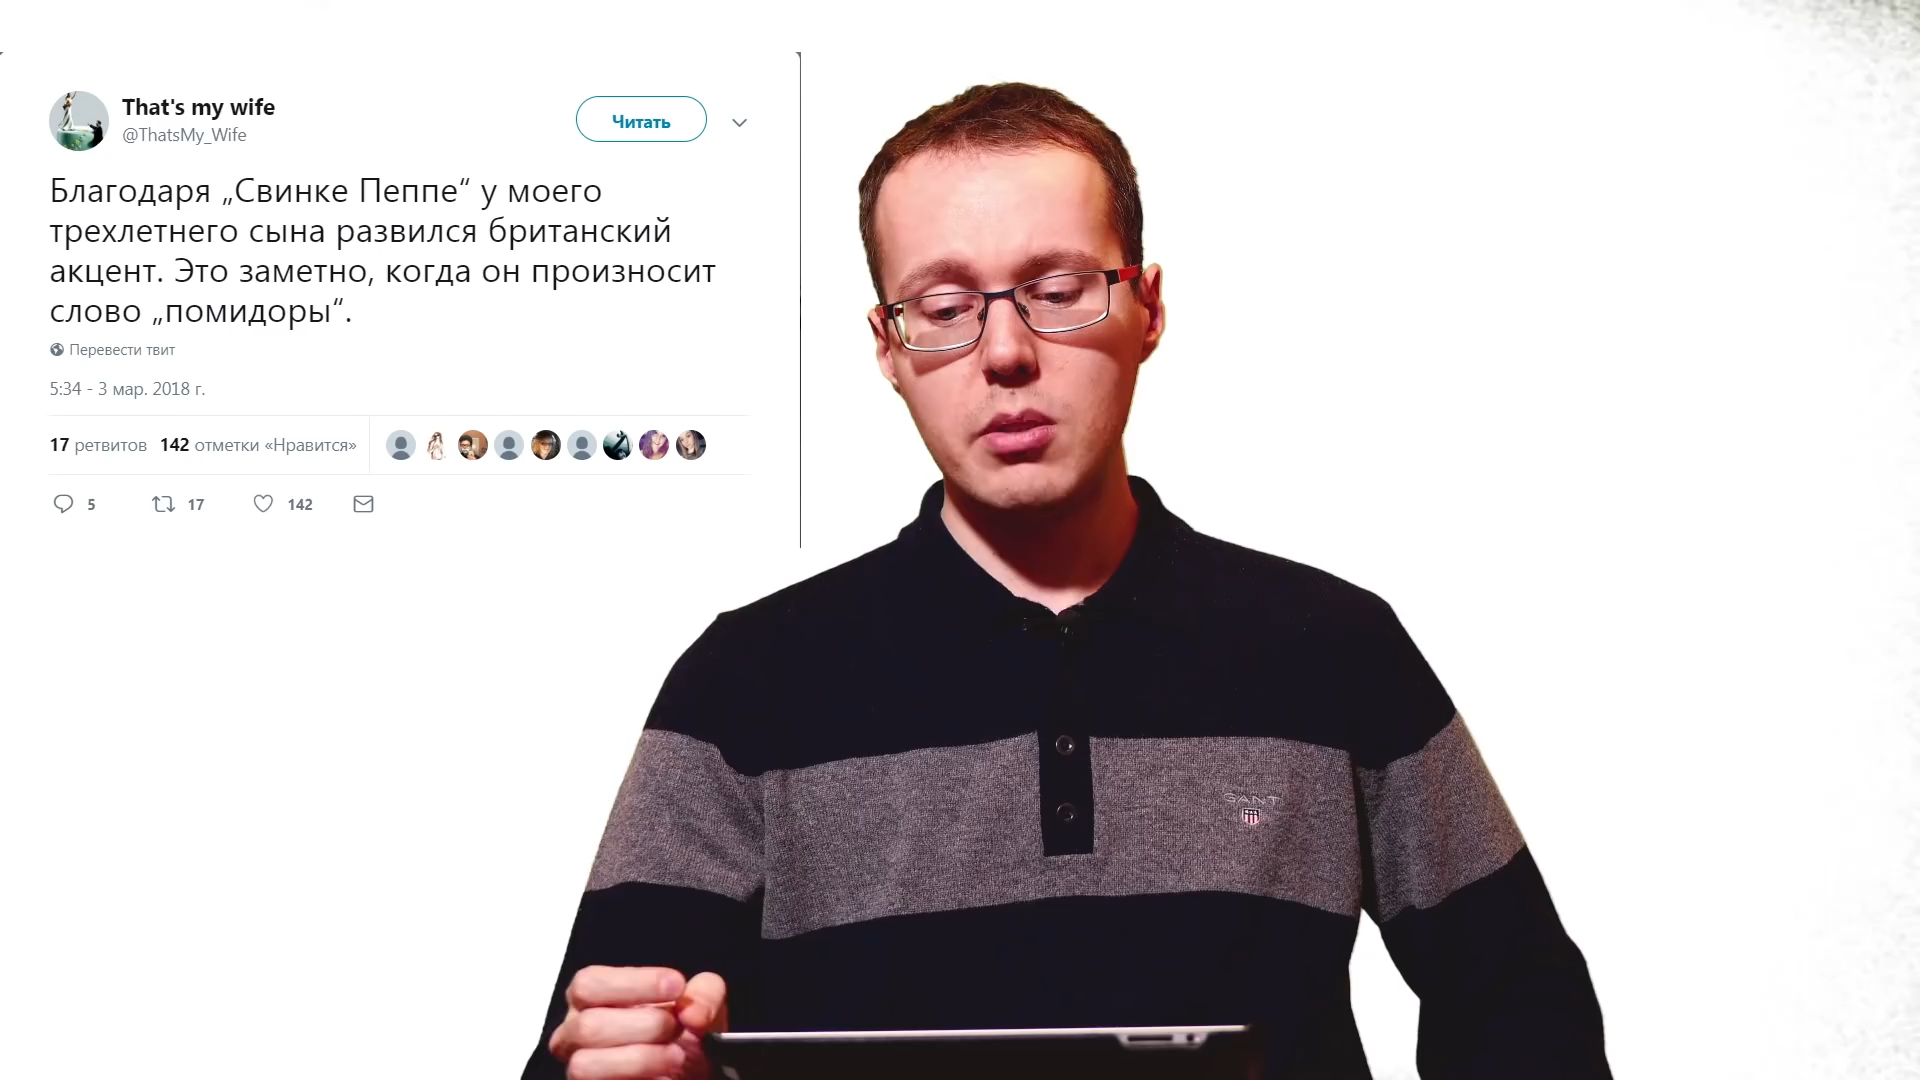 That's my wife
@ThatsMy_Wife
Читать
Благодаря „Свинке Пеппе“ у моего
трехлетнего сына развился британский
акцент. Это заметно, когда он произносит
слово „помидоры“.
Перевести твит
5:34 - 3 мар. 2018 г.
17 ретвитов 142 отметки «Нравится»
5 17 142
GANT